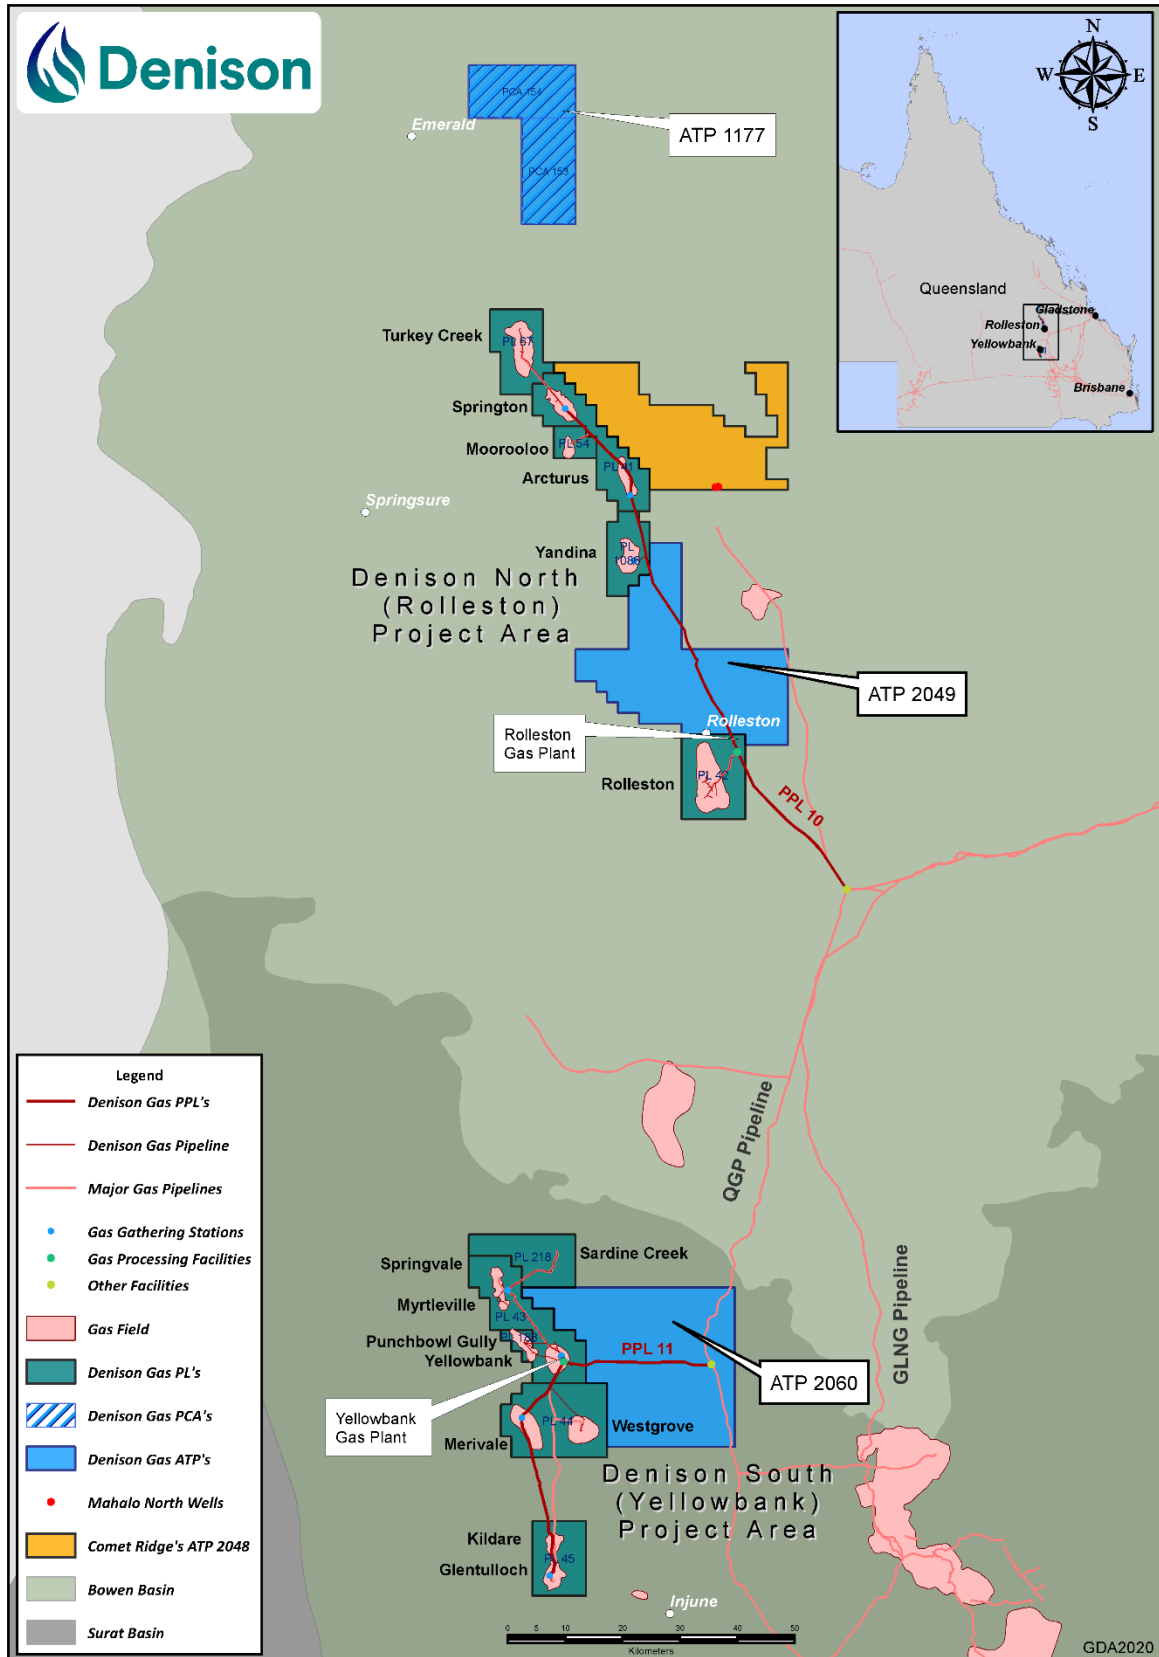 Denison
N
W
E
S
PCA 154
Emerald
ATP 1177
PCA 153
Queensland
Gladstone
Rolleston
Yellowbank
Brisbane
Turkey Creek
PL 67
Springton
Moorooloo
PL 54
Arcturus
PL 41
Springsure
Yandina
PL
1086
Denison North
(Rolleston)
Project Area
ATP 2049
Rolleston
Rolleston
Gas Plant
Rolleston
PL 42
PPL 10
QGP Pipeline
GLNG Pipeline
Legend
Denison Gas PPL's
Denison Gas Pipeline
Major Gas Pipelines
Gas Gathering Stations
Gas Processing Facilities
Other Facilities
Gas Field
Denison Gas PL's
Denison Gas PCA's
Denison Gas ATP's
Mahalo North Wells
Comet Ridge's ATP 2048
Bowen Basin
Surat Basin
PL 218
Sardine Creek
Springvale
Myrtleville
PL 43
Punchbowl Gully
PL 183
Yellowbank
PPL 11
ATP 2060
Yellowbank
Gas Plant
PL 44
Westgrove
Merivale
Denison South
(Yellowbank)
Project Area
Kildare
PL 45
Glentulloch
Injune
0 5 10 20 30 40 50
Kilometers
GDA2020